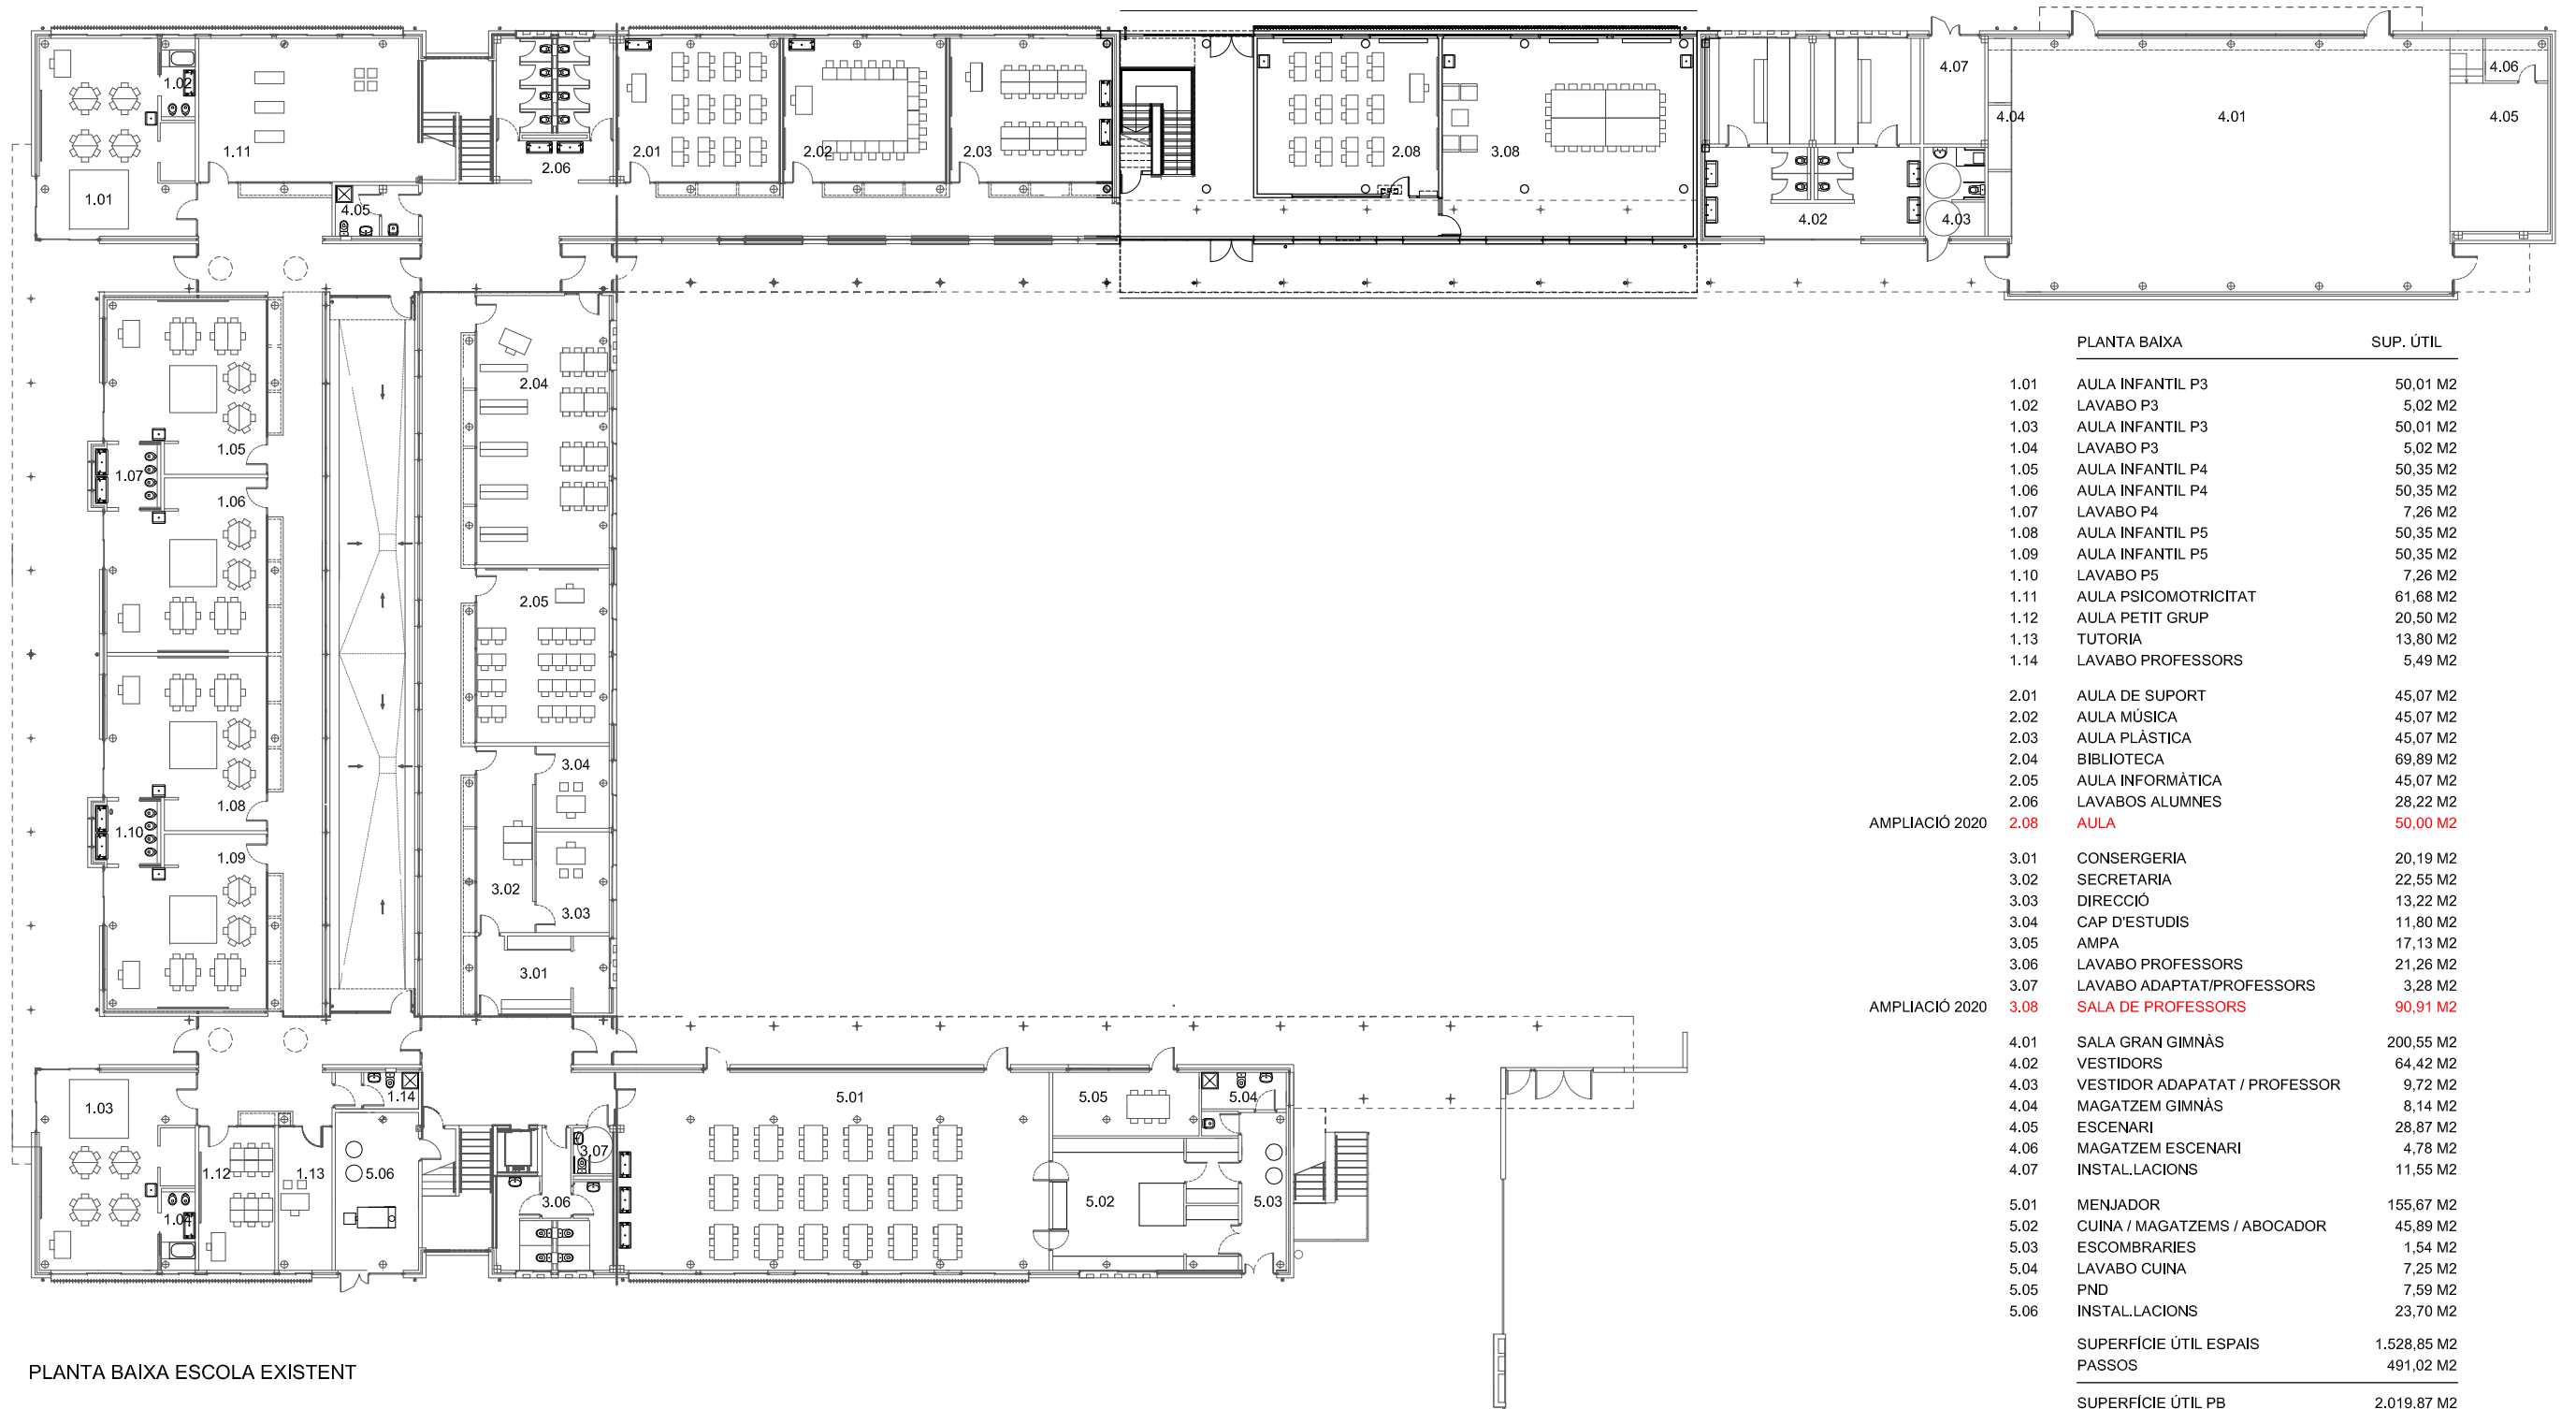 1.02
1.11
1.01
4.05
2.06
2.01
2.02
2.03
2.08
3.08
4.07
4.04
4.01
4.06
4.05
4.02
4.03
2.04
1.05
1.07
1.06
2.05
1.08
1.10
1.09
3.04
3.02
3.03
3.01
1.03
1.14
1.12
1.13
5.06
1.04
3.07
3.06
5.01
5.05
5.04
5.02
5.03
PLANTA BAIXA SUP. ÚTIL
1.01 AULA INFANTIL P3 50,01 M2
1.02 LAVABO P3 5,02 M2
1.03 AULA INFANTIL P3 50,01 M2
1.04 LAVABO P3 5,02 M2
1.05 AULA INFANTIL P4 50,35 M2
1.06 AULA INFANTIL P4 50,35 M2
1.07 LAVABO P4 7,26 M2
1.08 AULA INFANTIL P5 50,35 M2
1.09 AULA INFANTIL P5 50,35 M2
1.10 LAVABO P5 7,26 M2
1.11 AULA PSICOMOTRICITAT 61,68 M2
1.12 AULA PETIT GRUP 20,50 M2
1.13 TUTORIA 13,80 M2
1.14 LAVABO PROFESSORS 5,49 M2
2.01 AULA DE SUPORT 45,07 M2
2.02 AULA MÚSICA 45,07 M2
2.03 AULA PLÀSTICA 45,07 M2
2.04 BIBLIOTECA 69,89 M2
2.05 AULA INFORMÀTICA 45,07 M2
2.06 LAVABOS ALUMNES 28,22 M2
AMPLIACIÓ 2020 2.08 AULA 50,00 M2
3.01 CONSERGERIA 20,19 M2
3.02 SECRETARIA 22,55 M2
3.03 DIRECCIÓ 13,22 M2
3.04 CAP D'ESTUDIS 11,80 M2
3.05 AMPA 17,13 M2
3.06 LAVABO PROFESSORS 21,26 M2
3.07 LAVABO ADAPTAT/PROFESSORS 3,28 M2
AMPLIACIÓ 2020 3.08 SALA DE PROFESSORS 90,91 M2
4.01 SALA GRAN GIMNÀS 200,55 M2
4.02 VESTIDORS 64,42 M2
4.03 VESTIDOR ADAPATAT / PROFESSOR 9,72 M2
4.04 MAGATZEM GIMNÀS 8,14 M2
4.05 ESCENARI 28,87 M2
4.06 MAGATZEM ESCENARI 4,78 M2
4.07 INSTAL.LACIONS 11,55 M2
5.01 MENJADOR 155,67 M2
5.02 CUINA / MAGATZEMS / ABOCADOR 45,89 M2
5.03 ESCOMBRARIES 1,54 M2
5.04 LAVABO CUINA 7,25 M2
5.05 PND 7,59 M2
5.06 INSTAL.LACIONS 23,70 M2
SUPERFÍCIE ÚTIL ESPAIS 1.528,85 M2
PASSOS 491,02 M2
SUPERFÍCIE ÚTIL PB 2.019,87 M2
PLANTA BAIXA ESCOLA EXISTENT